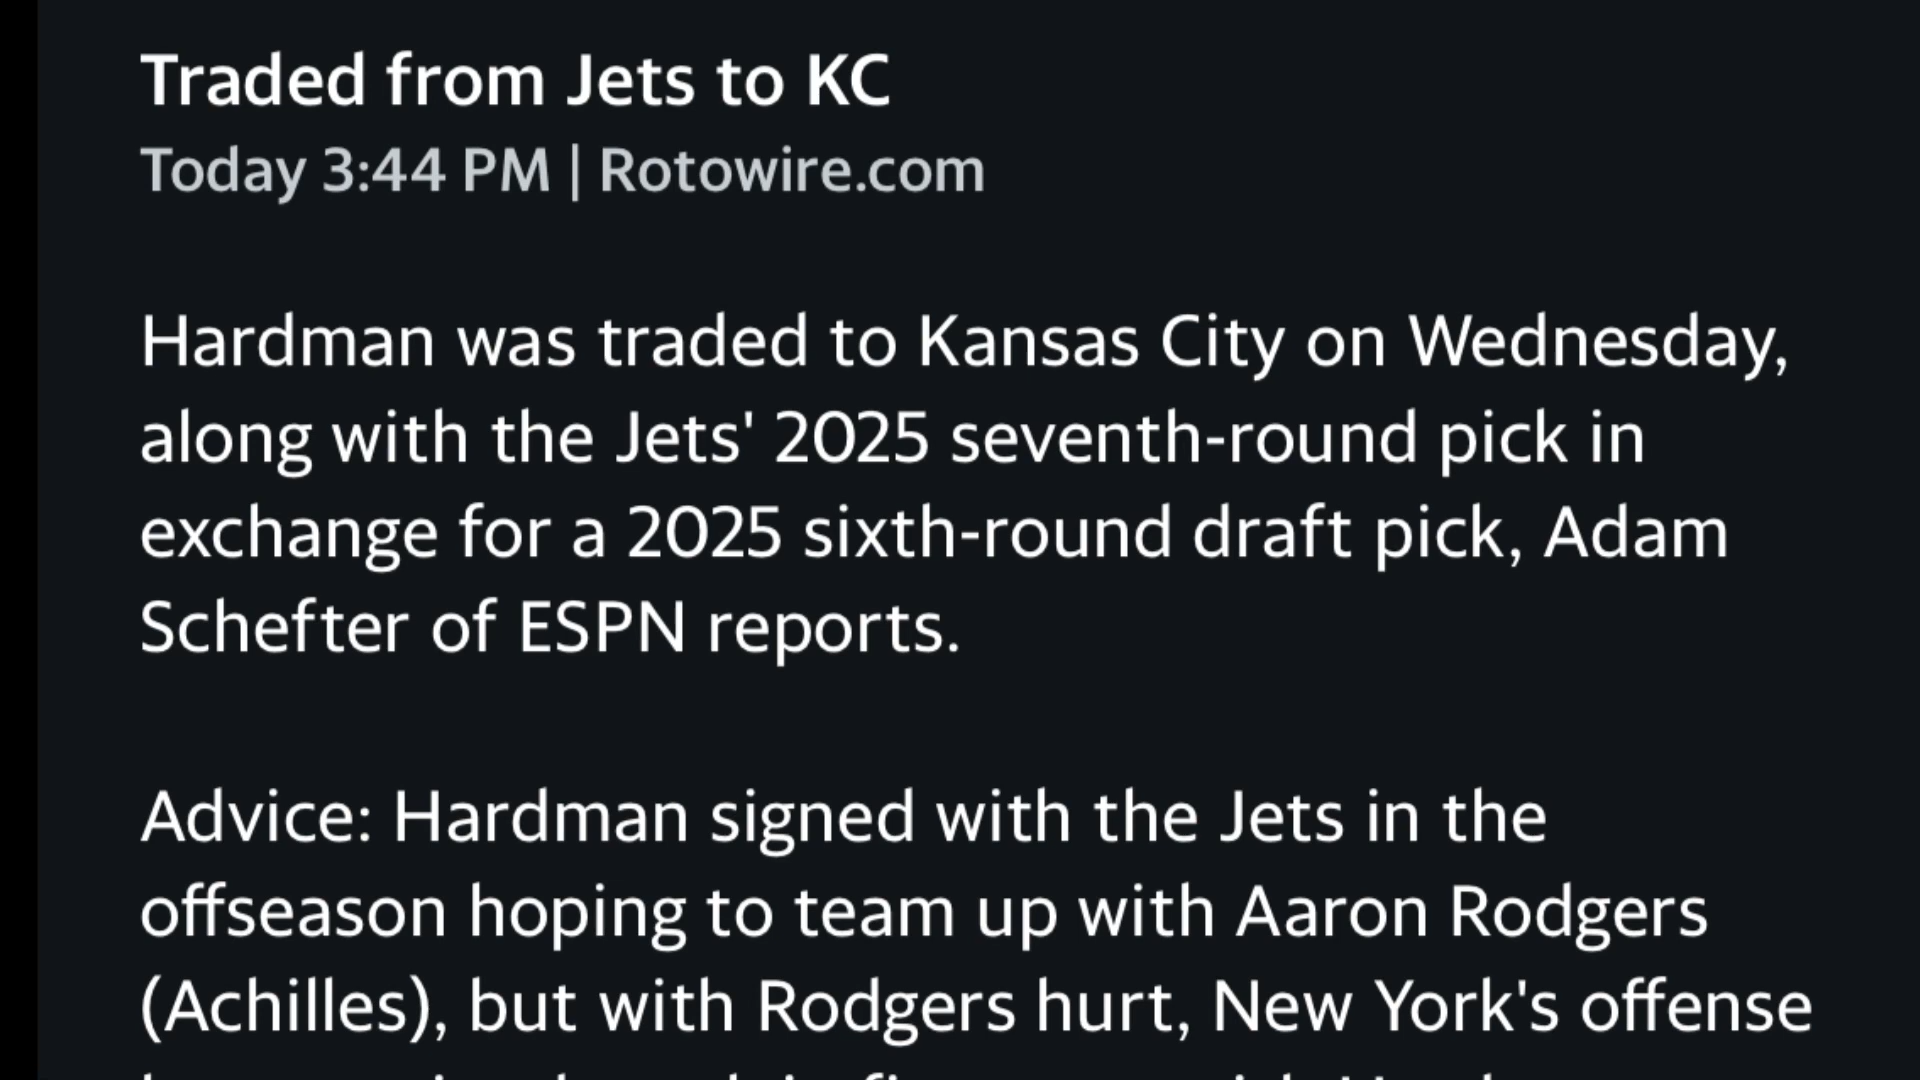 Traded from Jets to KC
Today 3:44 PM | Rotowire.com
Hardman was traded to Kansas City on Wednesday,
along with the Jets' 2025 seventh-round pick in
exchange for a 2025 sixth-round draft pick, Adam
Schefter of ESPN reports.
Advice: Hardman signed with the Jets in the
offseason hoping to team up with Aaron Rodgers
(Achilles), but with Rodgers hurt, New York's offense